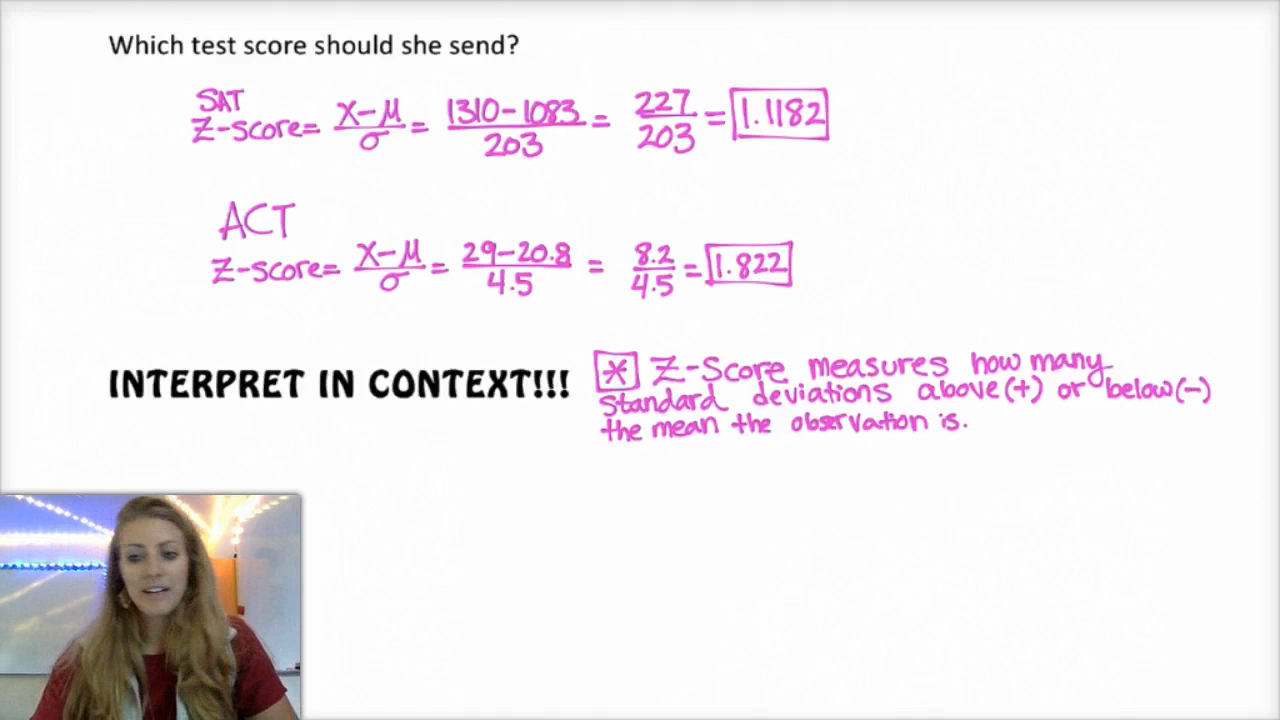 Which test score should she send?
SAT
Z-score= X-μ/σ = 1310-1083/203 = 227/203 = 1.1182
ACT
Z-score= X-μ/σ = 29-20.8/4.5 = 8.2/4.5 = 1.822
INTERPRET IN CONTEXT!!!
* Z-Score measures how many
standard deviations above(+) or below(-)
the mean the observation is.